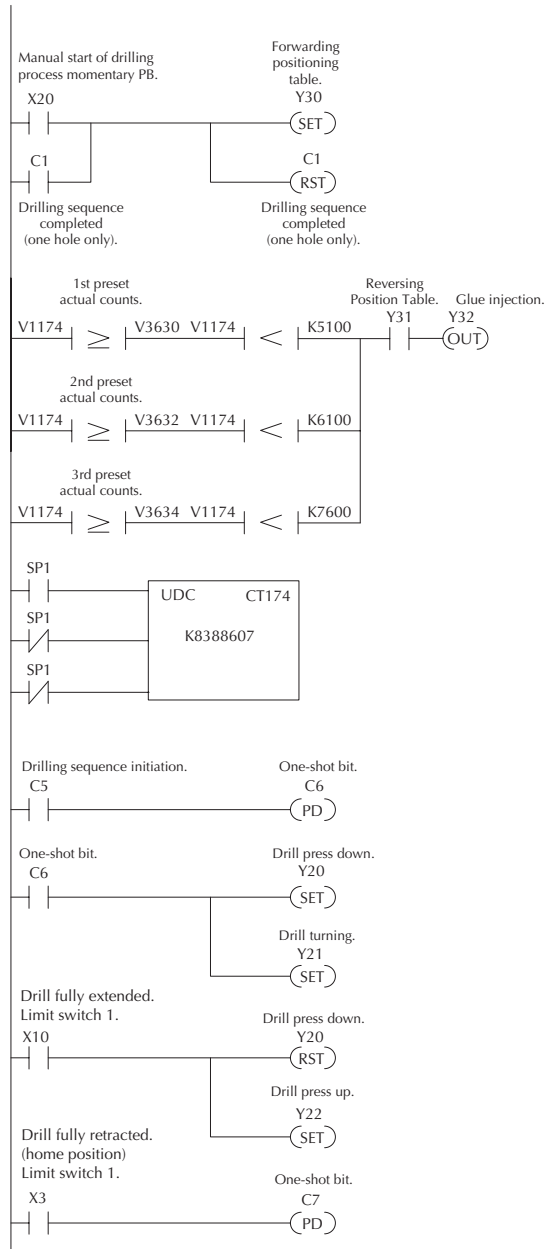 Manual start of drilling
process momentary PB.
X20
Forwarding
positioning
table.
Y30
SET
C1
C1
RST
Drilling sequence
completed
(one hole only).
Drilling sequence
completed
(one hole only).
1st preset
actual counts.
Reversing
Position Table.
Glue injection.
V1174 ≥ V3630 V1174 < K5100 Y31 Y32
OUT
2nd preset
actual counts.
V1174 ≥ V3632 V1174 < K6100
3rd preset
actual counts.
V1174 ≥ V3634 V1174 < K7600
SP1
UDC CT174
SP1
K8388607
SP1
Drilling sequence initiation.
One-shot bit.
C5
C6
PD
One-shot bit.
Drill press down.
C6
Y20
SET
Drill turning.
Y21
SET
Drill fully extended.
Limit switch 1.
Drill press down.
X10
Y20
RST
Drill press up.
Y22
SET
Drill fully retracted.
(home position)
Limit switch 1.
One-shot bit.
X3
C7
PD